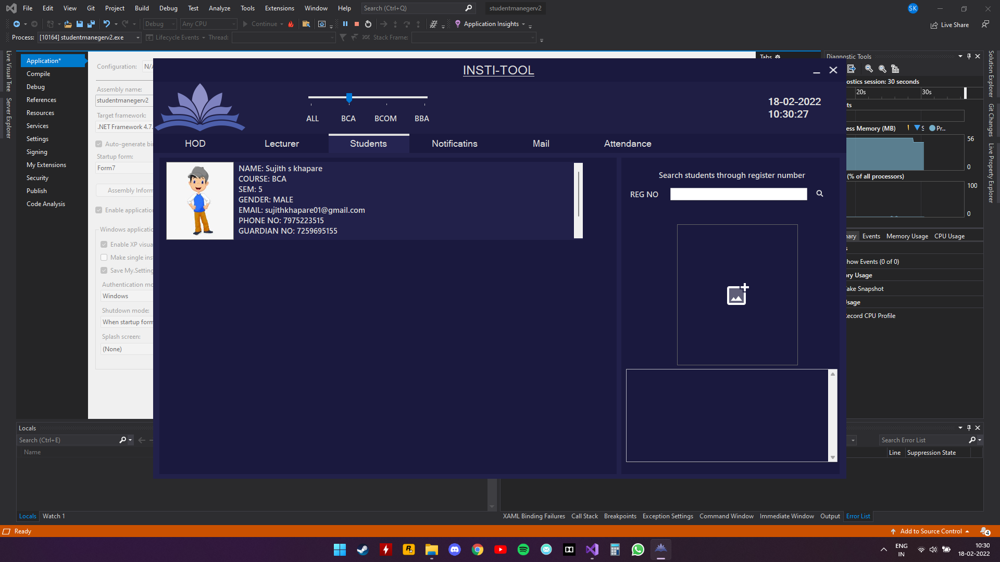 File Edit View Git Project Build Debug Test Analyze Tools Extensions Window Help Search (Ctrl+Q) studentmanegerv2 SK
Debug Any CPU Continue Application Insights Live Share
Process: [10164] studentmanegerv2.exe Lifecycle Events Thread: Stack Frame:
Live Visual Tree
Server Explorer
Application*
Compile
Debug
References
Resources
Services
Settings
Signing
My Extensions
Security
Publish
Code Analysis
Configuration: N/A
Assembly name:
studentmanegerv2
Target framework:
.NET Framework 4.7.
Auto-generate bin
Startup form:
Form7
Assembly Inform
Enable application
Windows applicatio
Enable XP visua
Make single inst
Save My.Setting
Authentication mo
Windows
Shutdown mode:
When startup form
Splash screen:
(None)
Tabs
INSTI-TOOL
ALL BCA BCOM BBA
18-02-2022
10:30:27
HOD Lecturer Students Notificatins Mail Attendance
NAME: Sujith s khapare
COURSE: BCA
SEM: 5
GENDER: MALE
EMAIL: sujithkhapare01@gmail.com
PHONE NO: 7975223515
GUARDIAN NO: 7259695155
Search students through register number
REG NO
Diagnostic Tools
ostics session: 30 seconds
20s 30s
ts
ess Memory (MB) S Pr...
56
0
(% of all processors)
100
0
nary Events Memory Usage CPU Usage
s
how Events (0 of 0)
ory Usage
ake Snapshot
Usage
ecord CPU Profile
Solution Explorer
Git Changes
Live Property Explorer
Locals
Search (Ctrl+E)
Name
Search Error List
Line Suppression State
Locals Watch 1
XAML Binding Failures Call Stack Breakpoints Exception Settings Command Window Immediate Window Output Error List
Ready
Add to Source Control 4
ENG
IN
10:30
18-02-2022